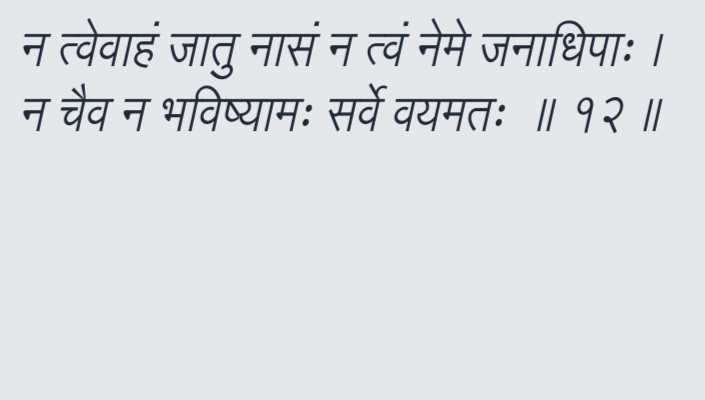 न त्वेवाहं जातु नासं न त्वं नेमे जनाधिपाः ।
न चैव न भविष्यामः सर्वे वयमतः ॥ १२ ॥